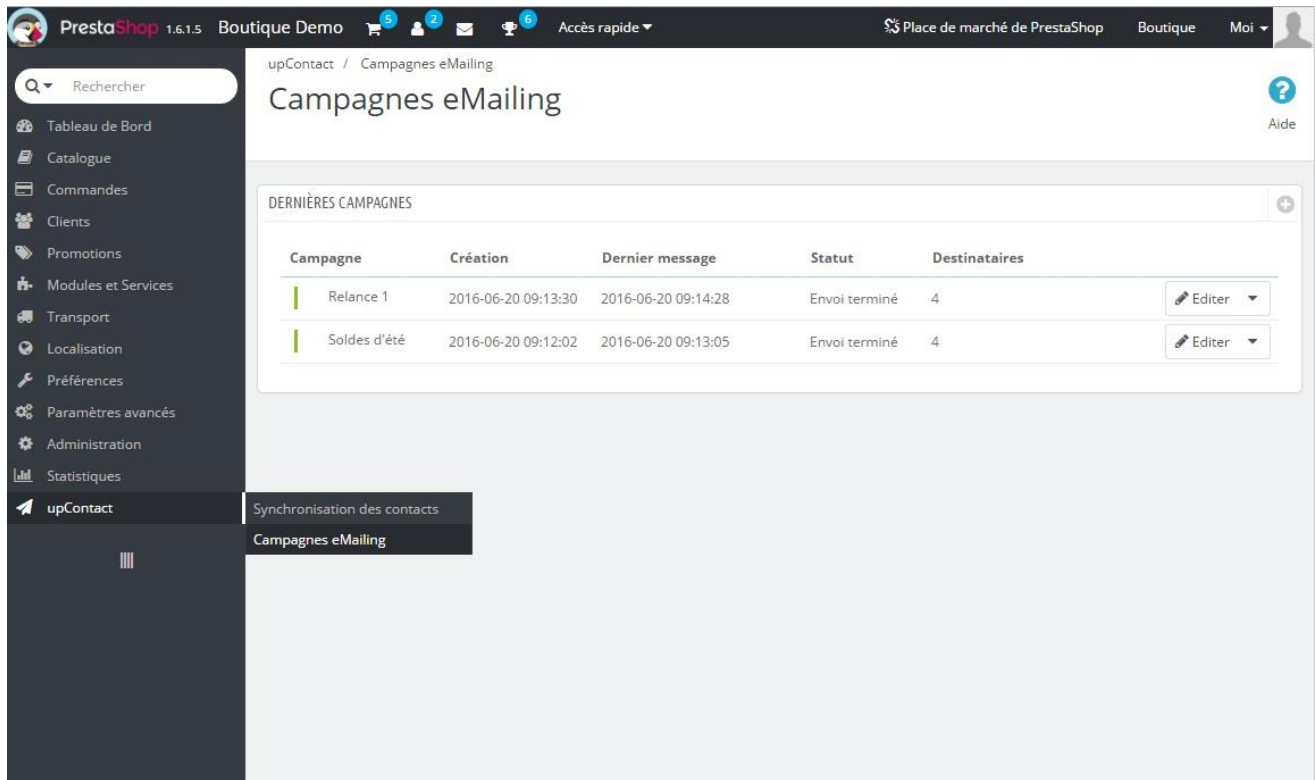 PrestaShop 1.6.1.5 Boutique Demo 5 2 6 Accès rapide Place de marché de PrestaShop Boutique Moi
Rechercher
Tableau de Bord
Catalogue
Commandes
Clients
Promotions
Modules et Services
Transport
Localisation
Préférences
Paramètres avancés
Administration
Statistiques
upContact
Synchronisation des contacts
Campagnes eMailing
upContact / Campagnes eMailing
Campagnes eMailing
?
Aide
DERNIÈRES CAMPAGNES
Campagne Création Dernier message Statut Destinataires
Relance 1 2016-06-20 09:13:30 2016-06-20 09:14:28 Envoi terminé 4 Editer
Soldes d'été 2016-06-20 09:12:02 2016-06-20 09:13:05 Envoi terminé 4 Editer